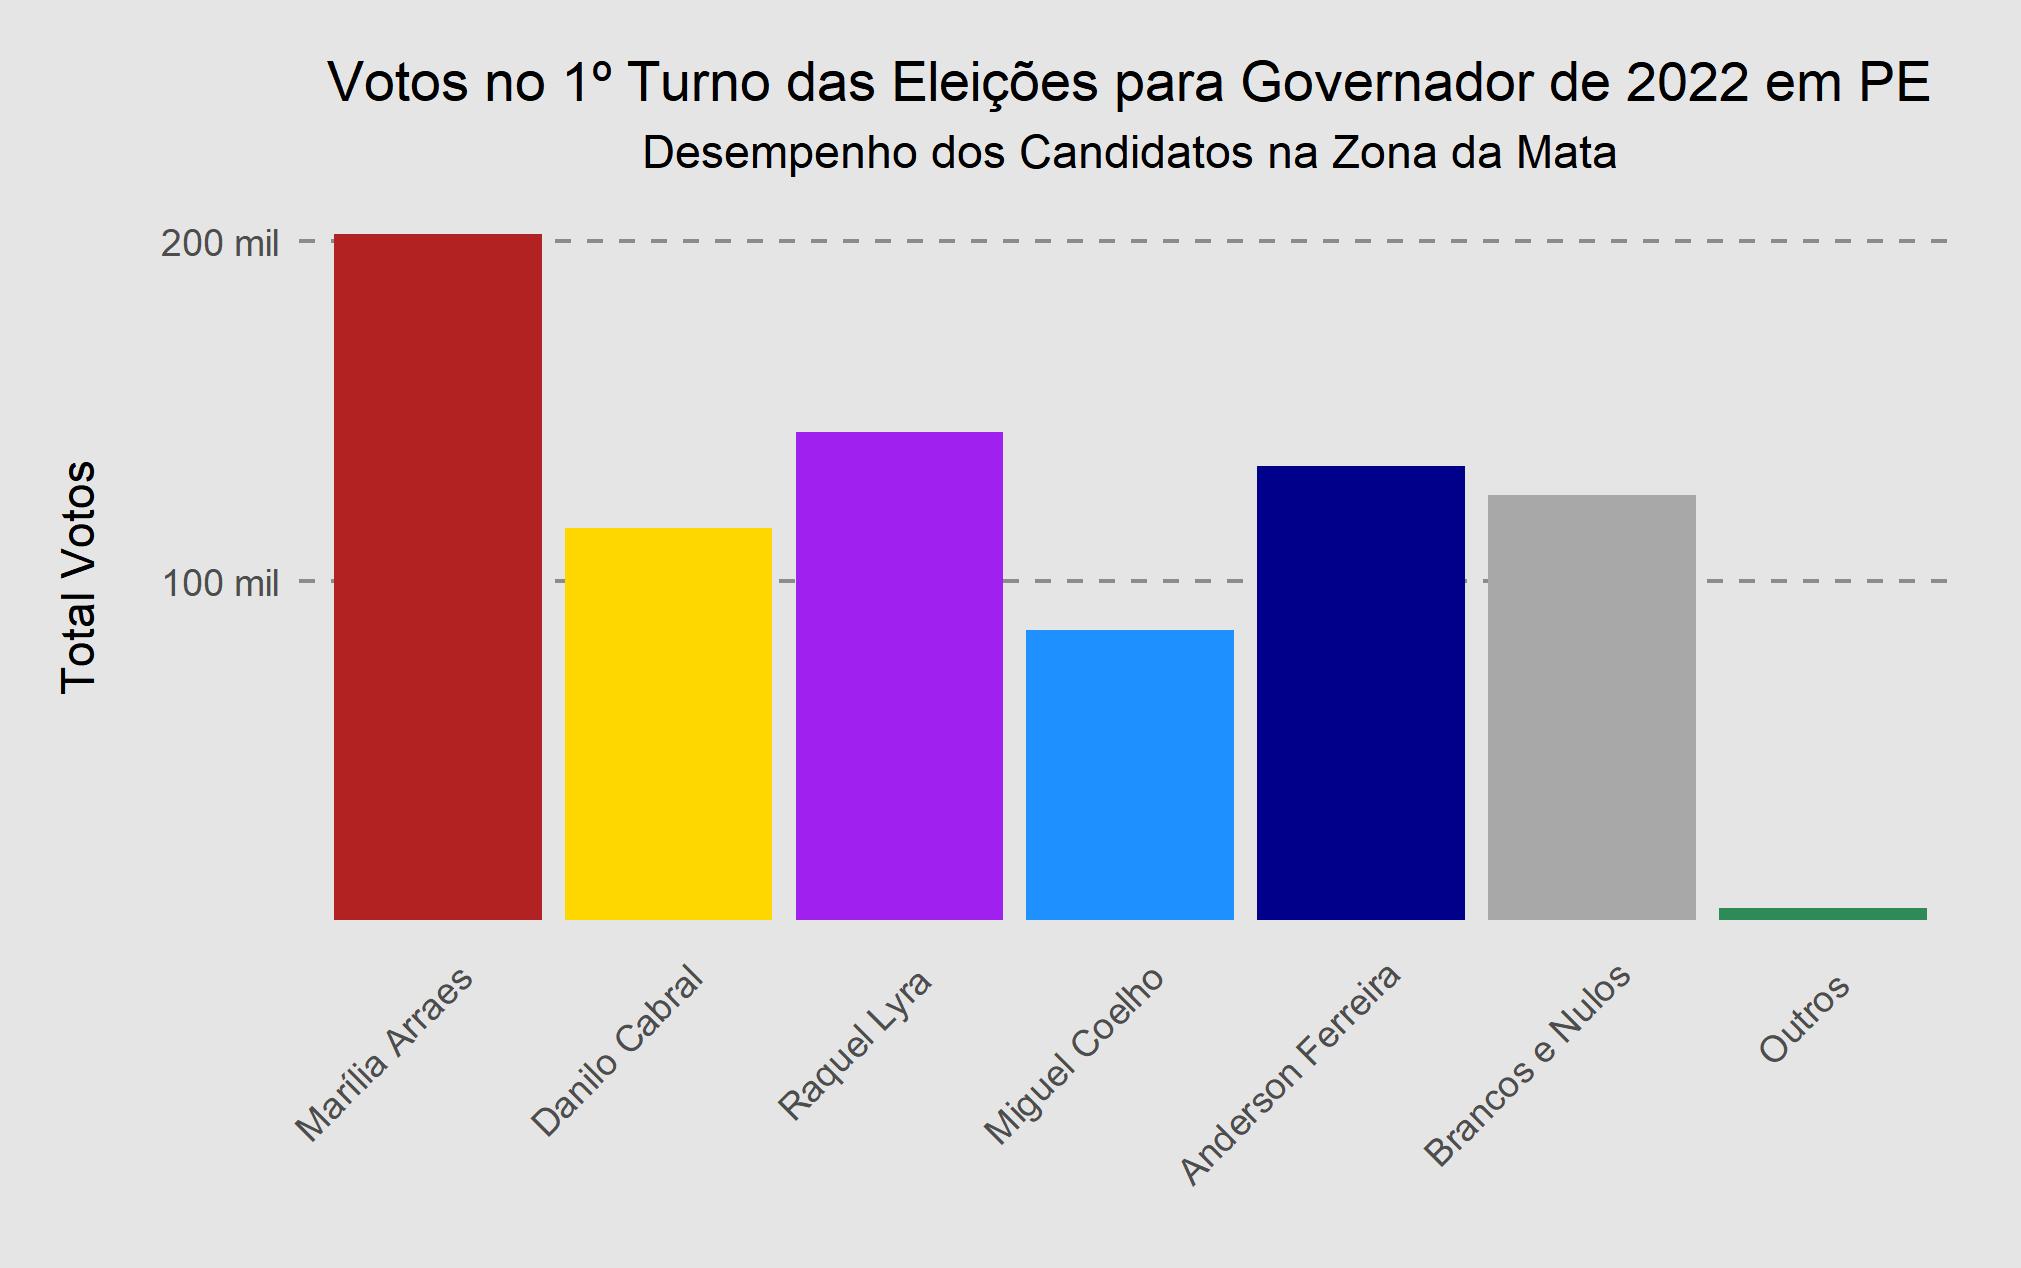 Votos no 1º Turno das Eleições para Governador de 2022 em PE
Desempenho dos Candidatos na Zona da Mata
Total Votos
200 mil
100 mil
Marília Arraes
Danilo Cabral
Raquel Lyra
Miguel Coelho
Anderson Ferreira
Brancos e Nulos
Outros